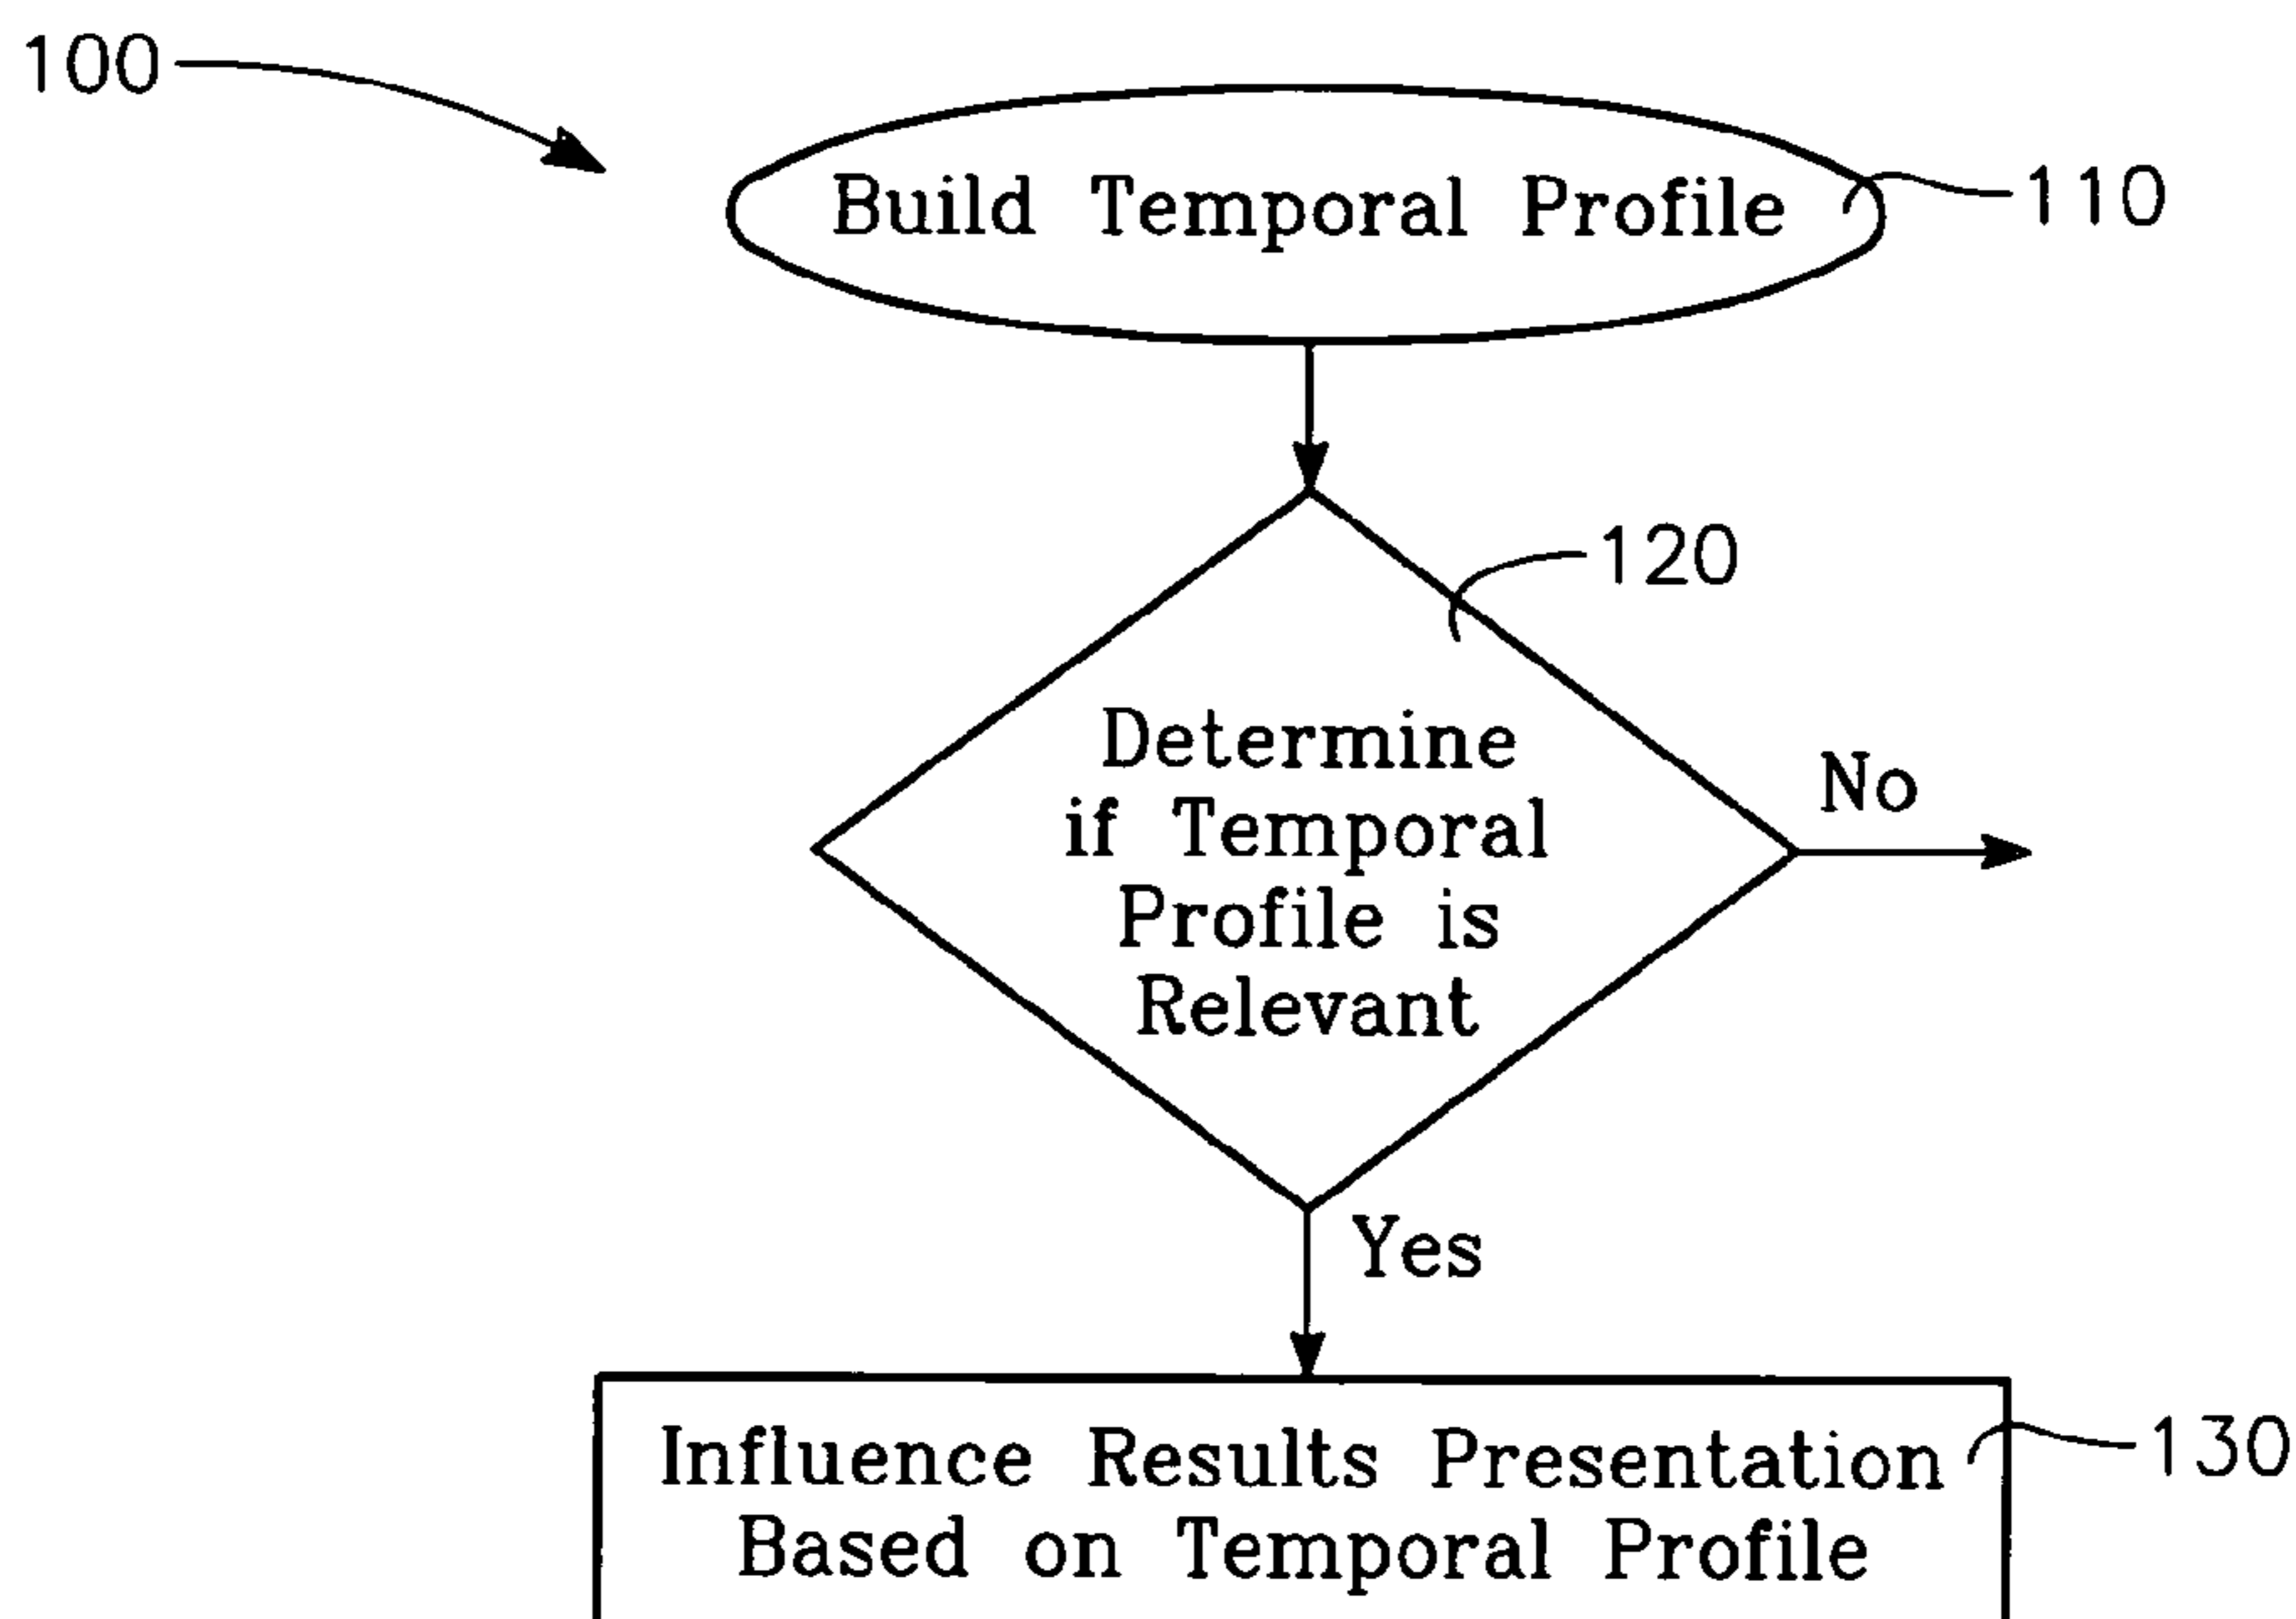 100
Build Temporal Profile
110
120
Determine
if Temporal
Profile is
Relevant
No
Yes
Influence Results Presentation
Based on Temporal Profile
130